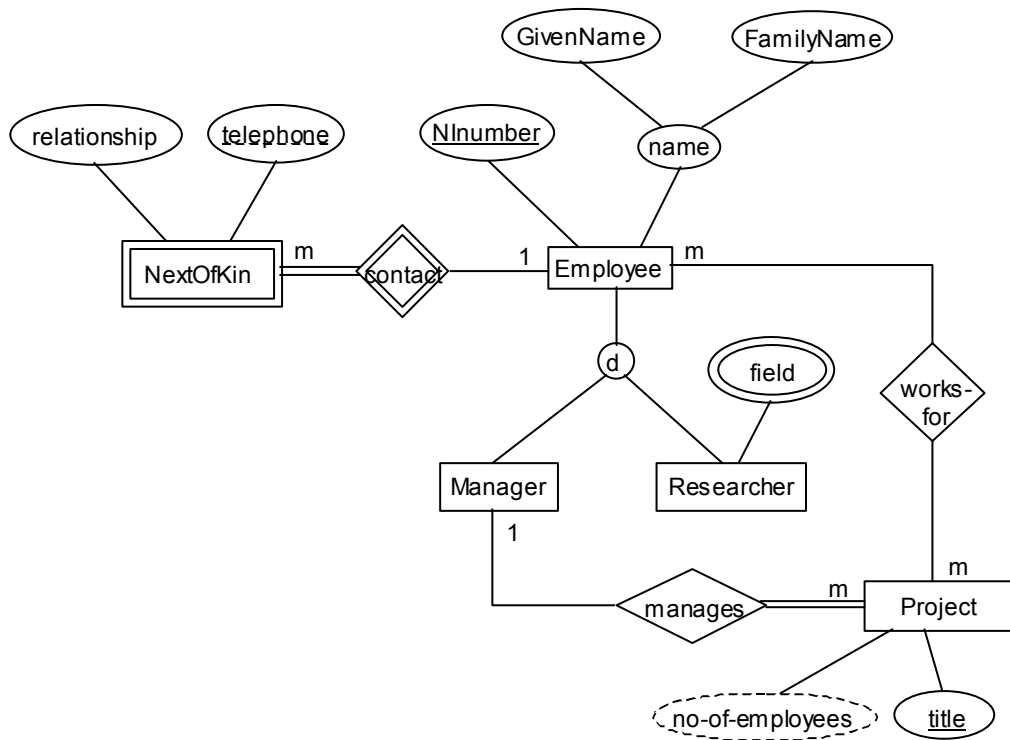 GivenName
FamilyName
relationship
telephone
NInumber
name
m
1
m
NextOfKin
contact
Employee
d
field
works-
for
Manager
Researcher
1
m
m
manages
Project
no-of-employees
title